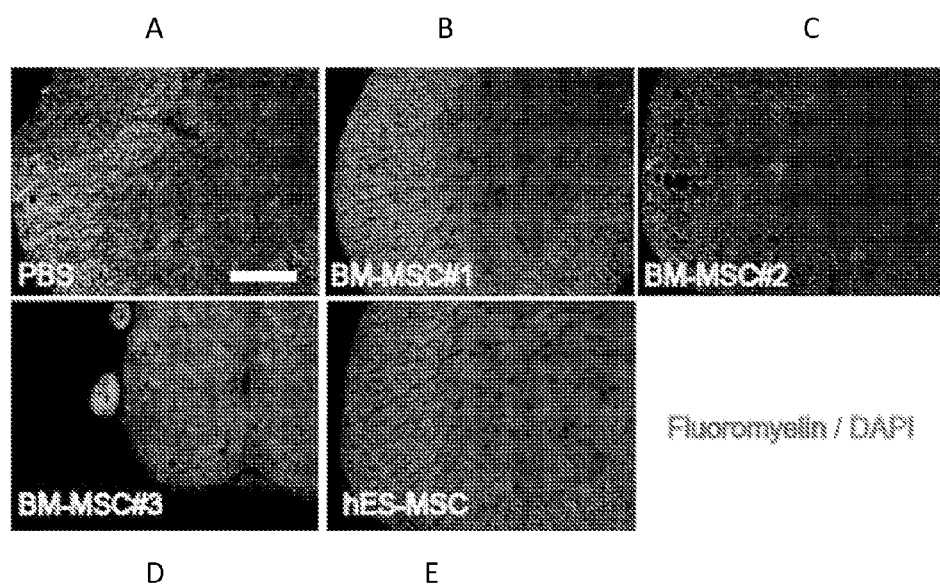 A B C
PBS BM-MSC#1 BM-MSC#2
BM-MSC#3 hES-MSC Fluoromyelin / DAPI
D E